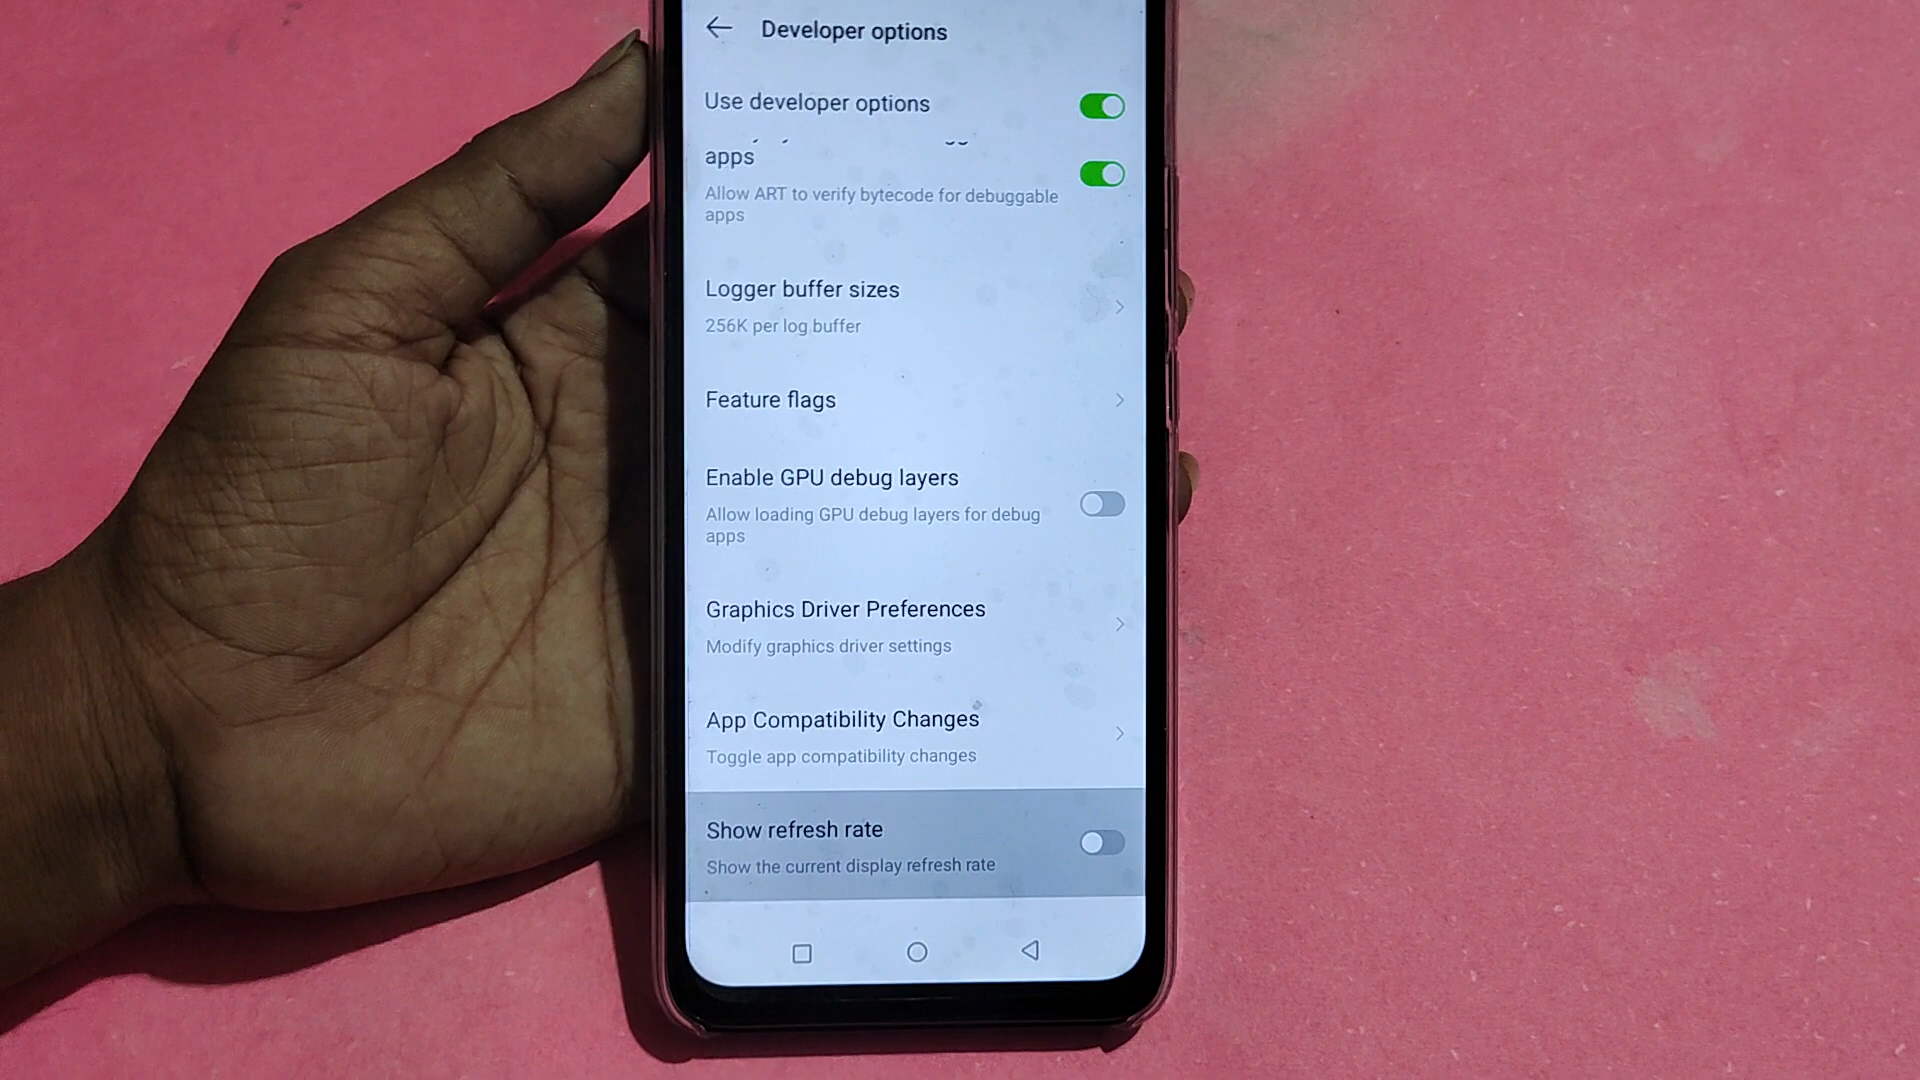 Developer options
Use developer options
apps
Allow ART to verify bytecode for debuggable
apps
Logger buffer sizes
256K per log buffer
Feature flags
Enable GPU debug layers
Allow loading GPU debug layers for debug
apps
Graphics Driver Preferences
Modify graphics driver settings
App Compatibility Changes
Toggle app compatibility changes
Show refresh rate
Show the current display refresh rate